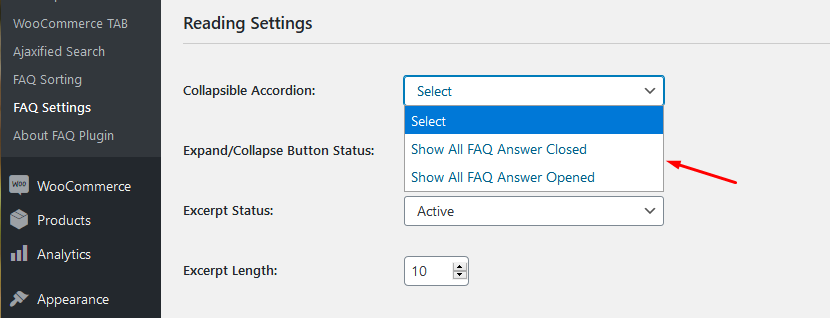 WooCommerce TAB
Ajaxified Search
FAQ Sorting
FAQ Settings
About FAQ Plugin
WOO WooCommerce
Products
Analytics
Appearance
Reading Settings
Collapsible Accordion:
Select
Select
Show All FAQ Answer Closed
Show All FAQ Answer Opened
Expand/Collapse Button Status:
Excerpt Status:
Active
Excerpt Length:
10